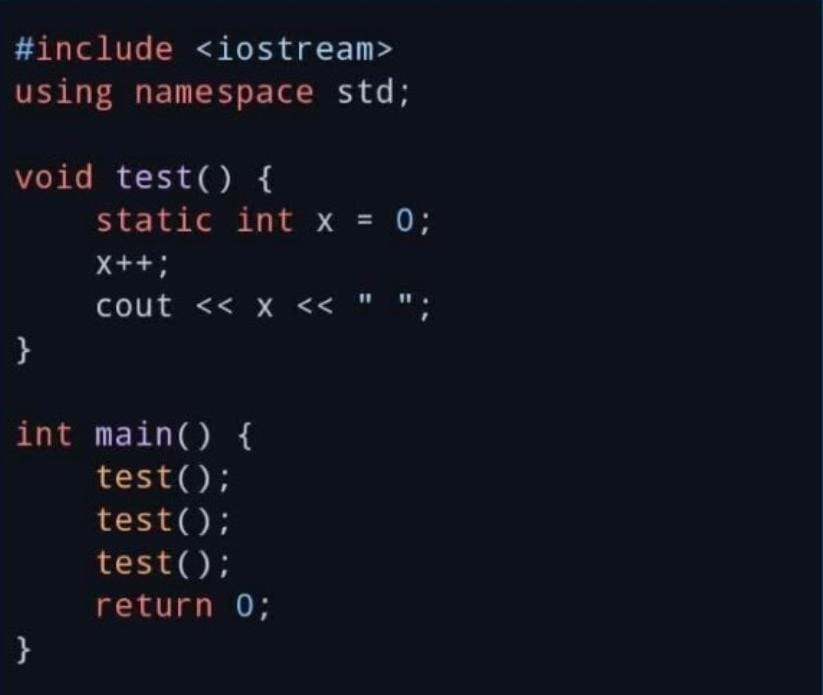 #include <iostream>
using namespace std;

void test() {
    static int x = 0;
    x++;
    cout << x << " ";
}

int main() {
    test();
    test();
    test();
    return 0;
}